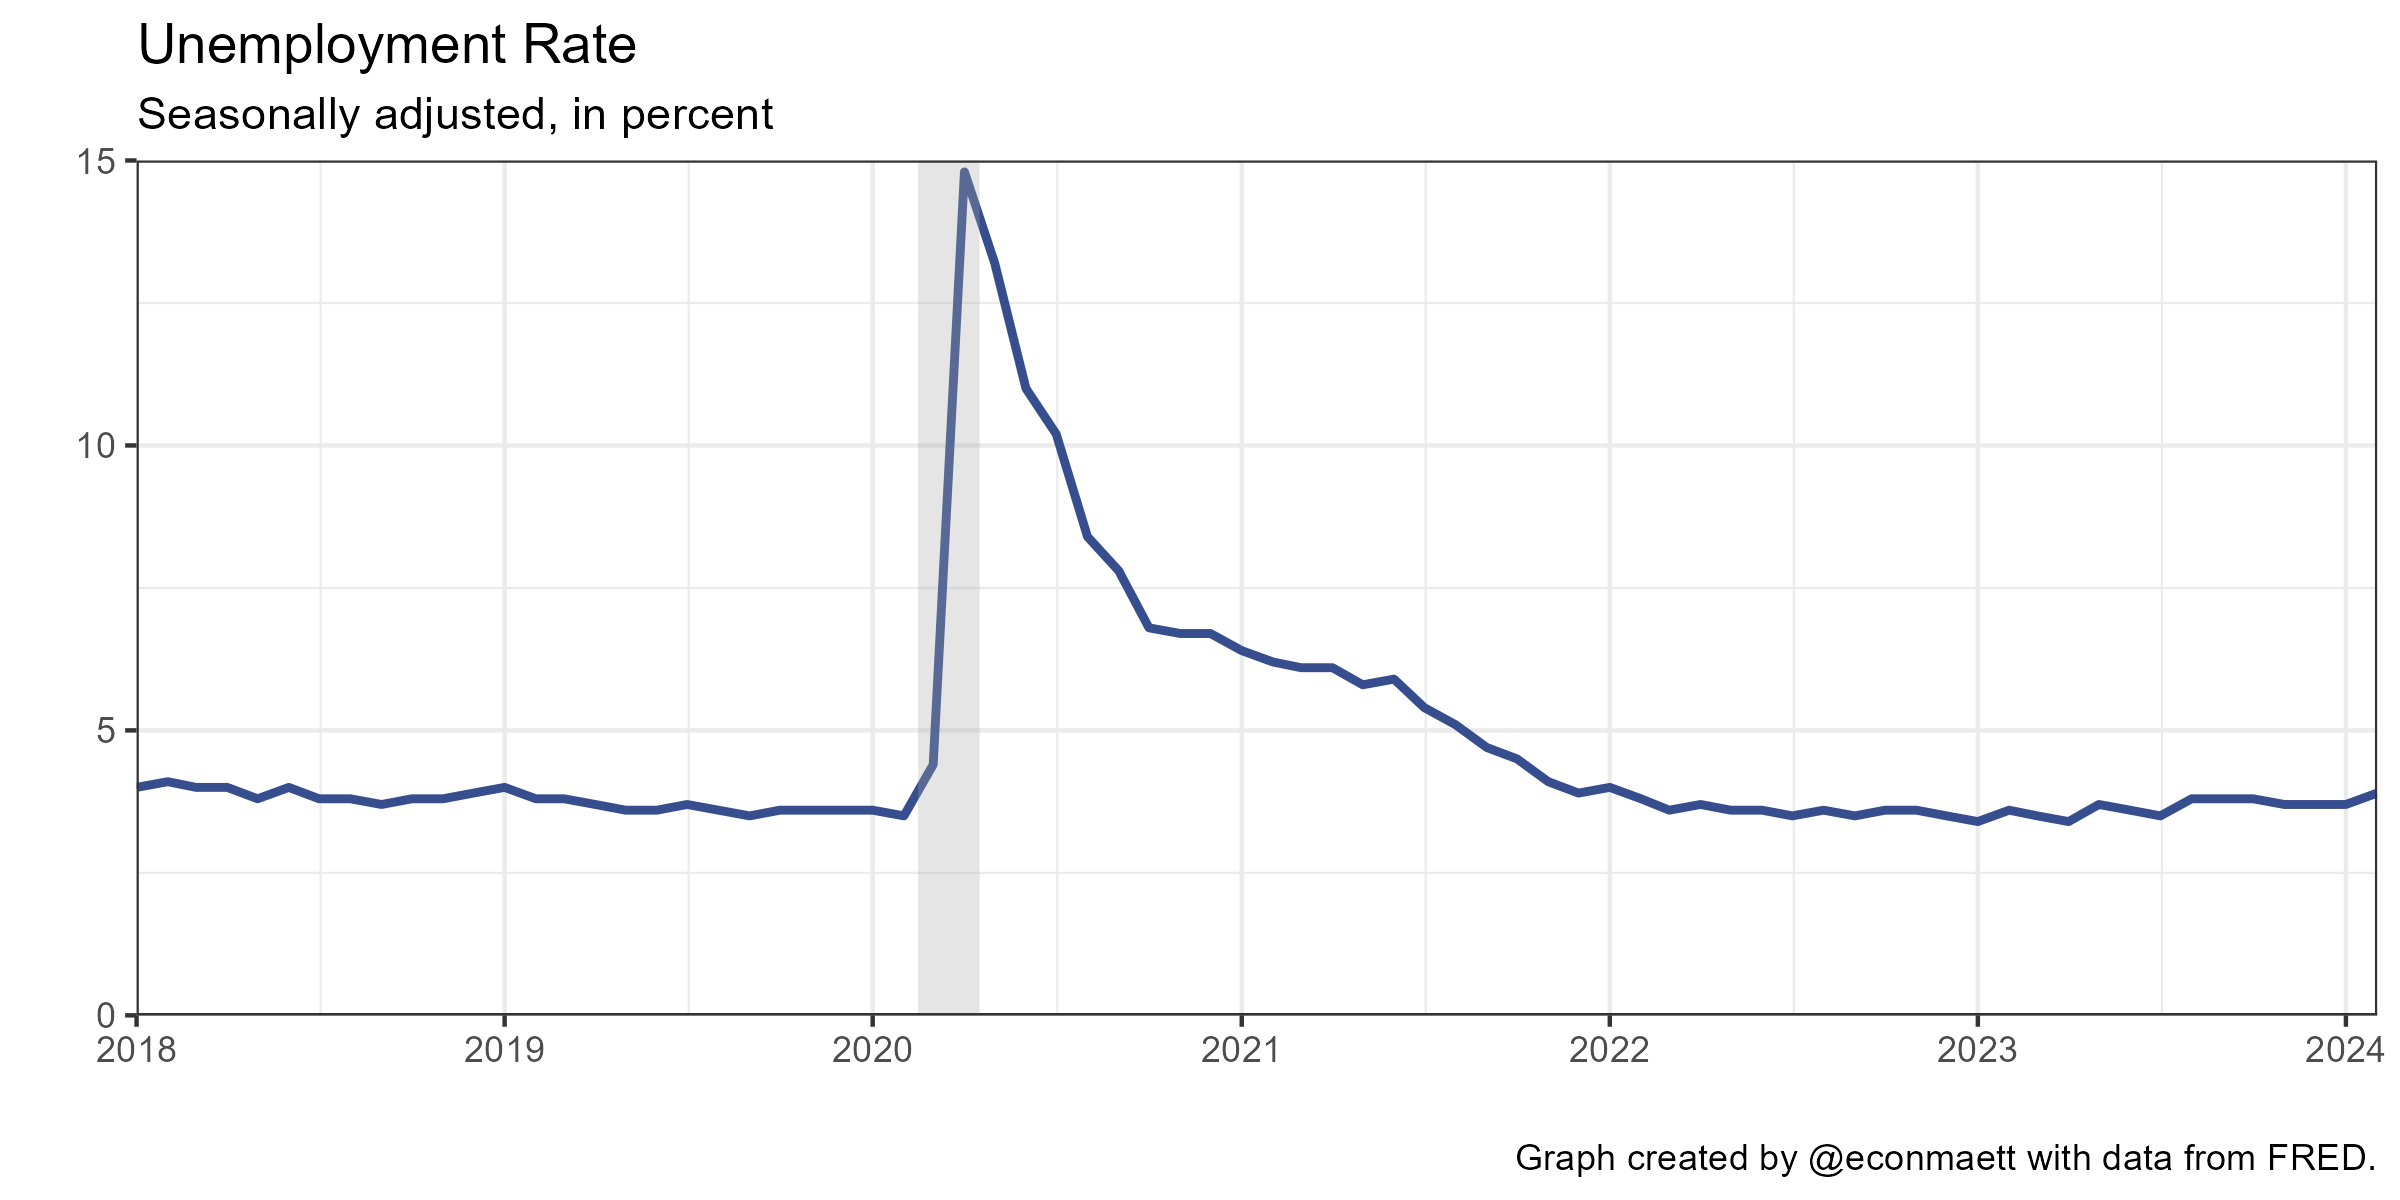 Unemployment Rate
Seasonally adjusted, in percent
15
10
5
0
2018 2019 2020 2021 2022 2023 2024
Graph created by @econmaett with data from FRED.